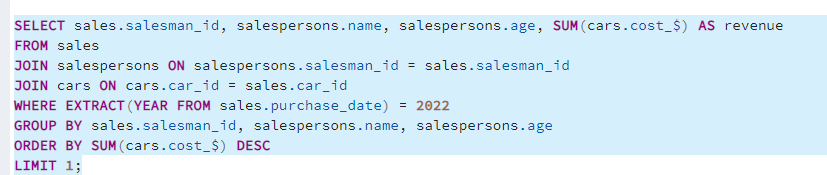 SELECT sales.salesman_id, salespersons.name, salespersons.age, SUM(cars.cost_$) AS revenue
FROM sales
JOIN salespersons ON salespersons.salesman_id = sales.salesman_id
JOIN cars ON cars.car_id = sales.car_id
WHERE EXTRACT(YEAR FROM sales.purchase_date) = 2022
GROUP BY sales.salesman_id, salespersons.name, salespersons.age
ORDER BY SUM(cars.cost_$) DESC
LIMIT 1;